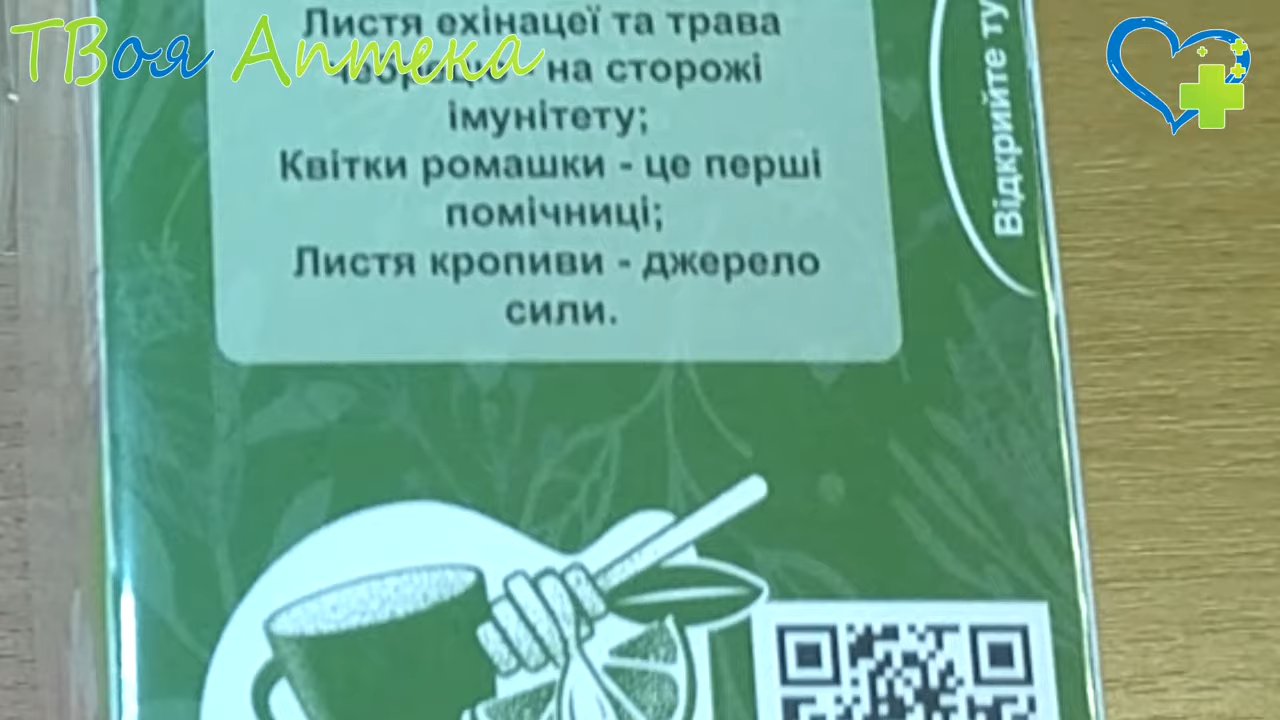 ТВоя Аптека
Листя ехінацеї та трава
- на сторожі
імунітету;
Квітки ромашки - це перші
помічниці;
Листя кропиви - джерело
сили.
Відкрийте ту